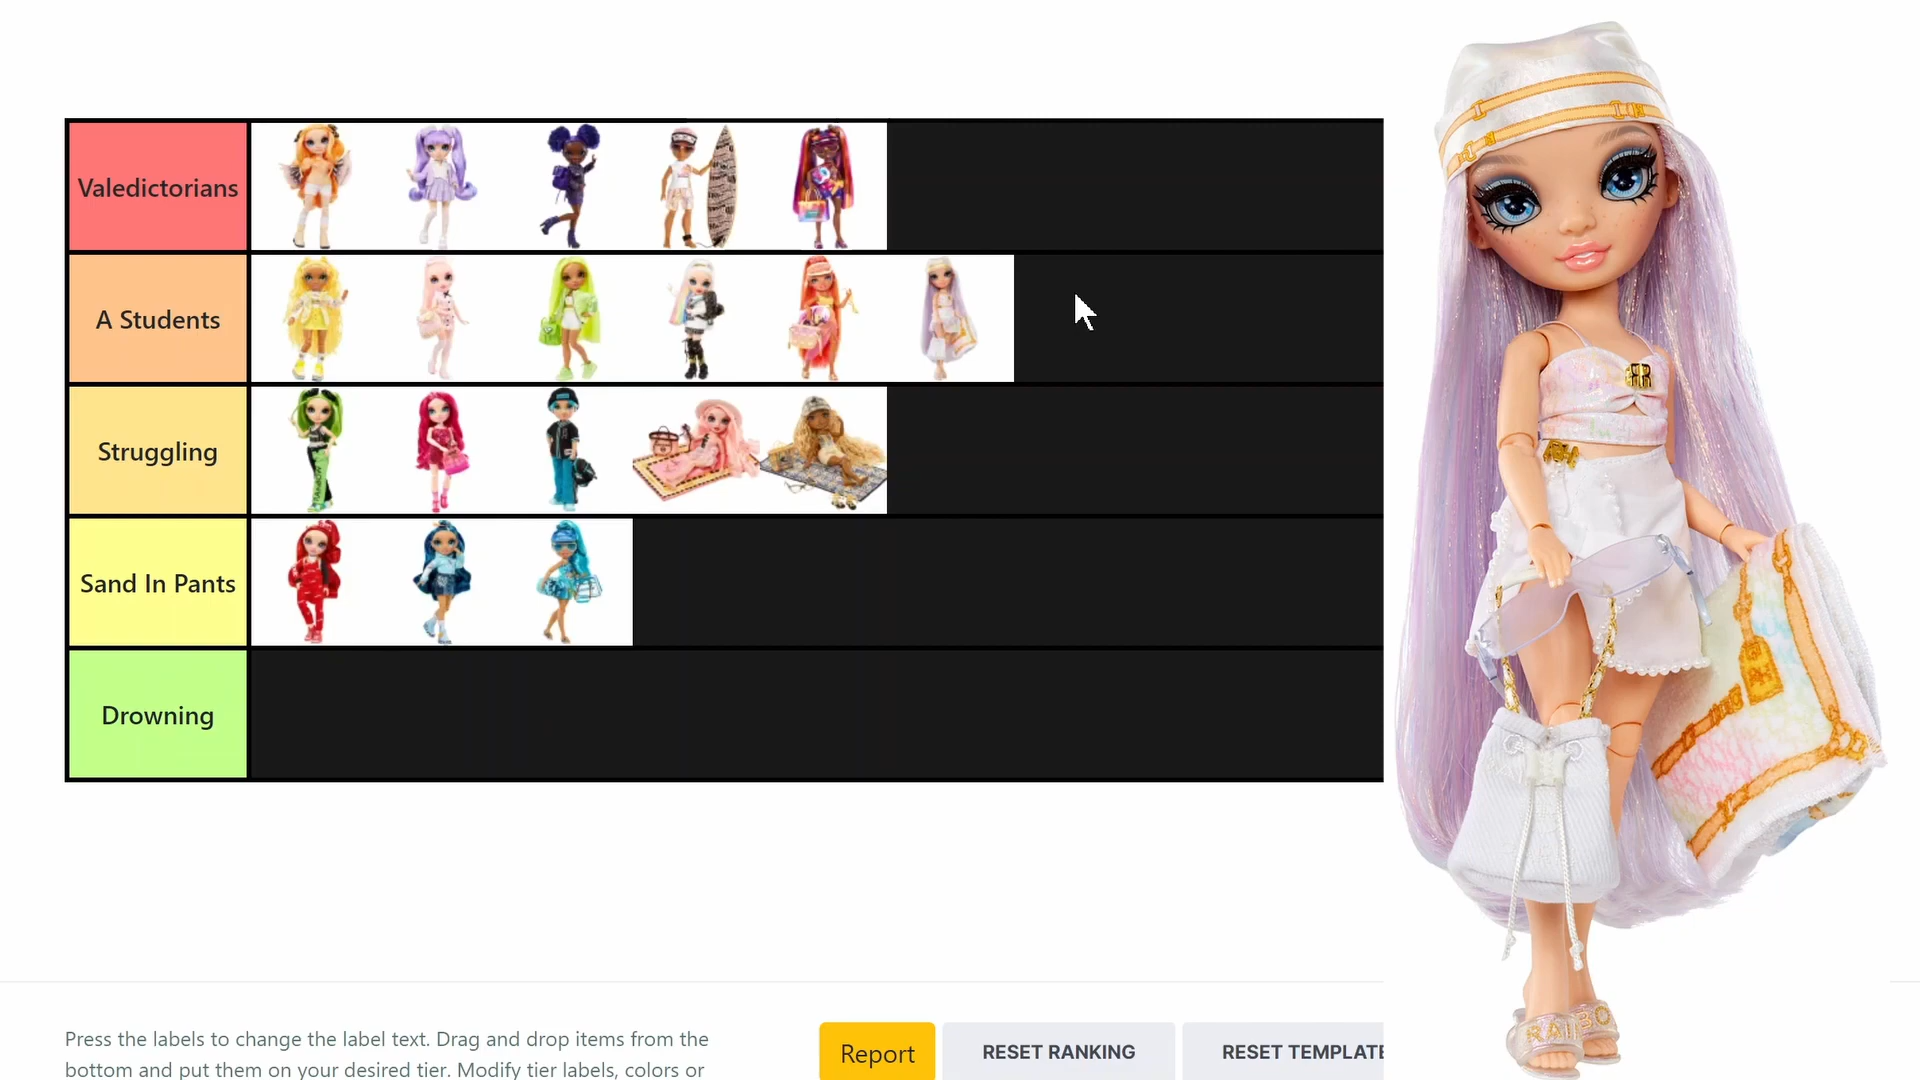 Valedictorians
A Students
Struggling
Sand In Pants
Drowning
Press the labels to change the label text. Drag and drop items from the
bottom and put them on your desired tier. Modify tier labels, colors or
Report
RESET RANKING
RESET TEMPLATE